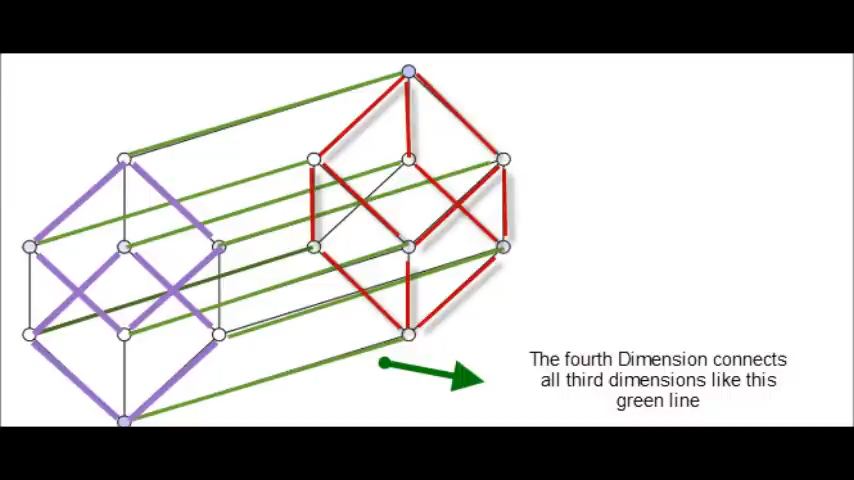 The fourth Dimension connects
all third dimensions like this
green line